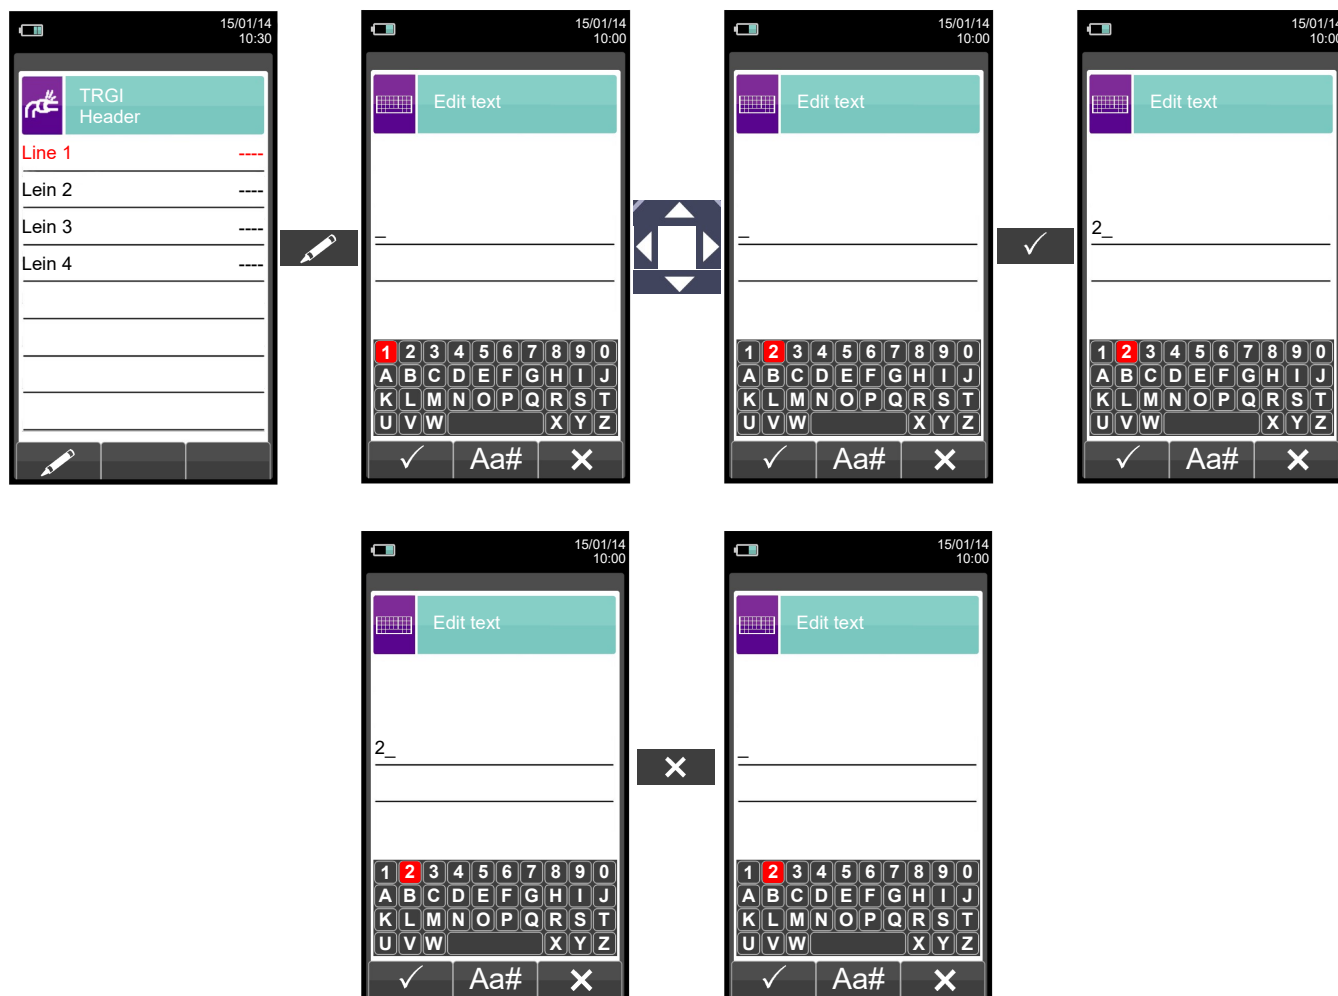 15/01/14
10:30
TRGI
Header
Line 1 ----
Lein 2 ----
Lein 3 ----
Lein 4 ----
15/01/14
10:00
Edit text
_
1 2 3 4 5 6 7 8 9 0
A B C D E F G H I J
K L M N O P Q R S T
U V W X Y Z
✓ Aa# ✕
15/01/14
10:00
Edit text
_
1 2 3 4 5 6 7 8 9 0
A B C D E F G H I J
K L M N O P Q R S T
U V W X Y Z
✓ Aa# ✕
✓
15/01/14
10:00
Edit text
2_
1 2 3 4 5 6 7 8 9 0
A B C D E F G H I J
K L M N O P Q R S T
U V W X Y Z
✓ Aa# ✕
15/01/14
10:00
Edit text
2_
1 2 3 4 5 6 7 8 9 0
A B C D E F G H I J
K L M N O P Q R S T
U V W X Y Z
✓ Aa# ✕
✕
15/01/14
10:00
Edit text
_
1 2 3 4 5 6 7 8 9 0
A B C D E F G H I J
K L M N O P Q R S T
U V W X Y Z
✓ Aa# ✕